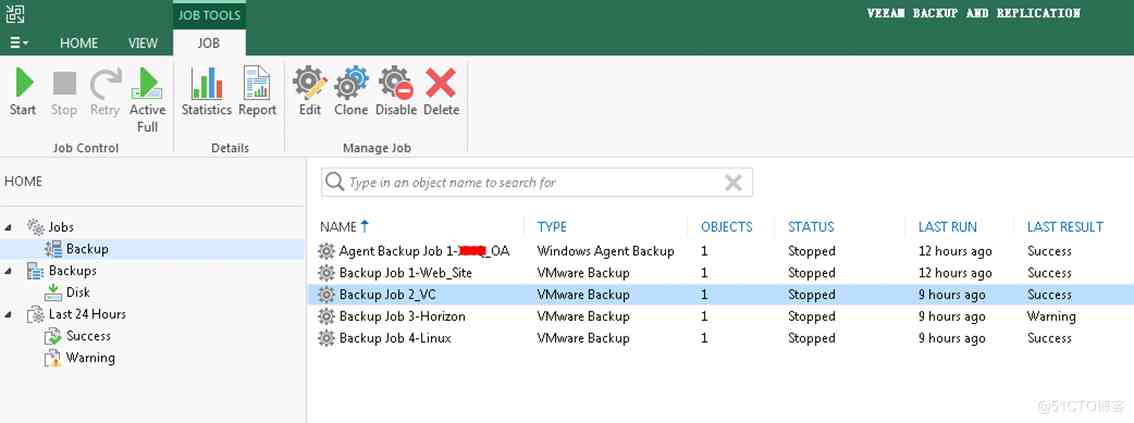 JOB TOOLS
VEEAM BACKUP AND REPLICATION
HOME VIEW JOB
Start Stop Retry Active Full Statistics Report Edit Clone Disable Delete
Job Control Details Manage Job
HOME
Type in an object name to search for
Jobs
Backup
Backups
Disk
Last 24 Hours
Success
Warning
NAME TYPE OBJECTS STATUS LAST RUN LAST RESULT
Agent Backup Job 1- _OA Windows Agent Backup 1 Stopped 12 hours ago Success
Backup Job 1-Web_Site VMware Backup 1 Stopped 12 hours ago Success
Backup Job 2_VC VMware Backup 1 Stopped 9 hours ago Success
Backup Job 3-Horizon VMware Backup 1 Stopped 9 hours ago Warning
Backup Job 4-Linux VMware Backup 1 Stopped 9 hours ago Success
@51CTO博客